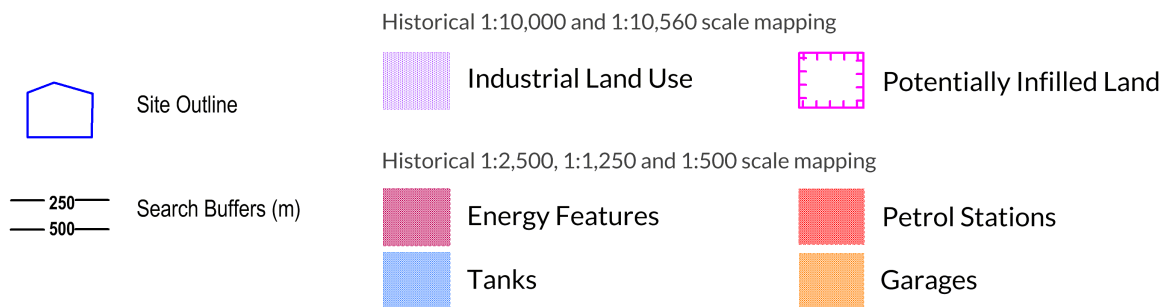 Historical 1:10,000 and 1:10,560 scale mapping
Industrial Land Use
Potentially Infilled Land
Site Outline
Historical 1:2,500, 1:1,250 and 1:500 scale mapping
250
500
Search Buffers (m)
Energy Features
Petrol Stations
Tanks
Garages